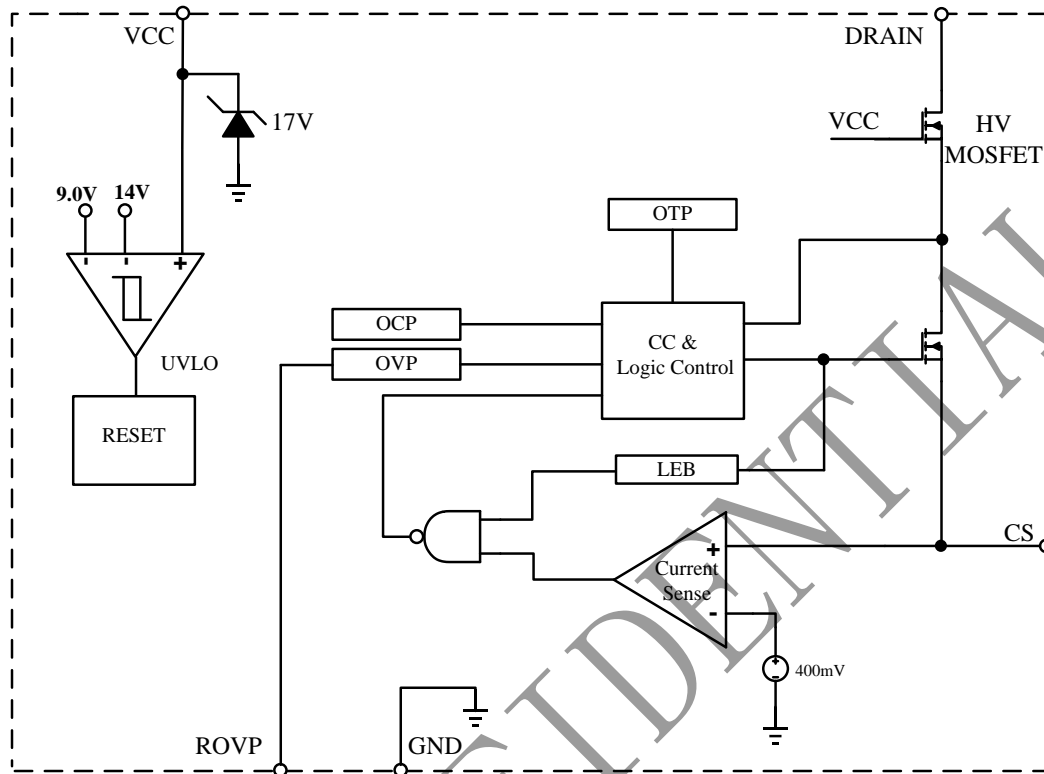 VCC
DRAIN
17V
VCC
HV
MOSFET
9.0V
14V
-
-
+
UVLO
RESET
OTP
OCP
OVP
CC &
Logic Control
LEB
CS
+
Current
Sense
-
+
-
400mV
ROVP
GND
IDENTIAL